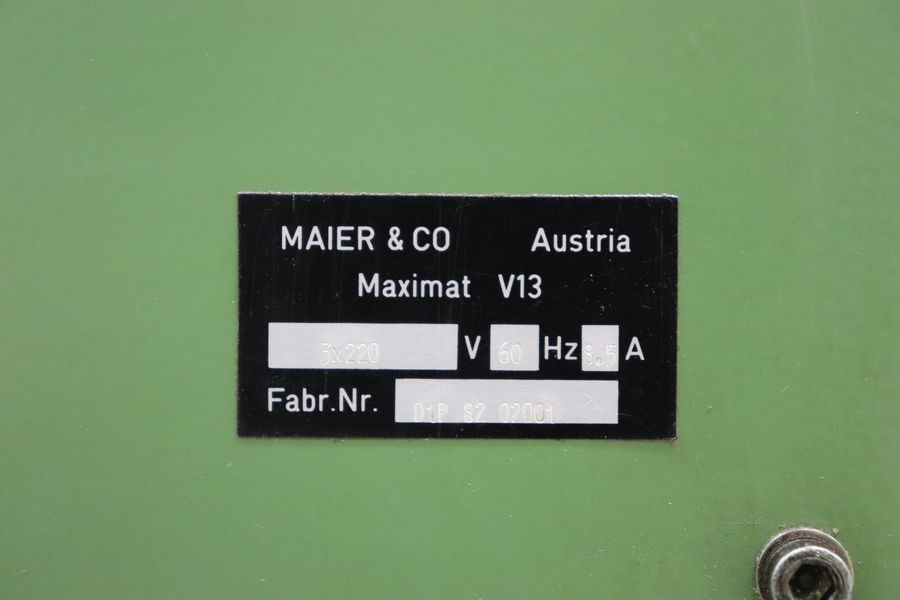 MAIER & CO Austria
Maximat V13
3x220 V 60 Hz 8.5 A
Fabr.Nr. D1P 82 02001